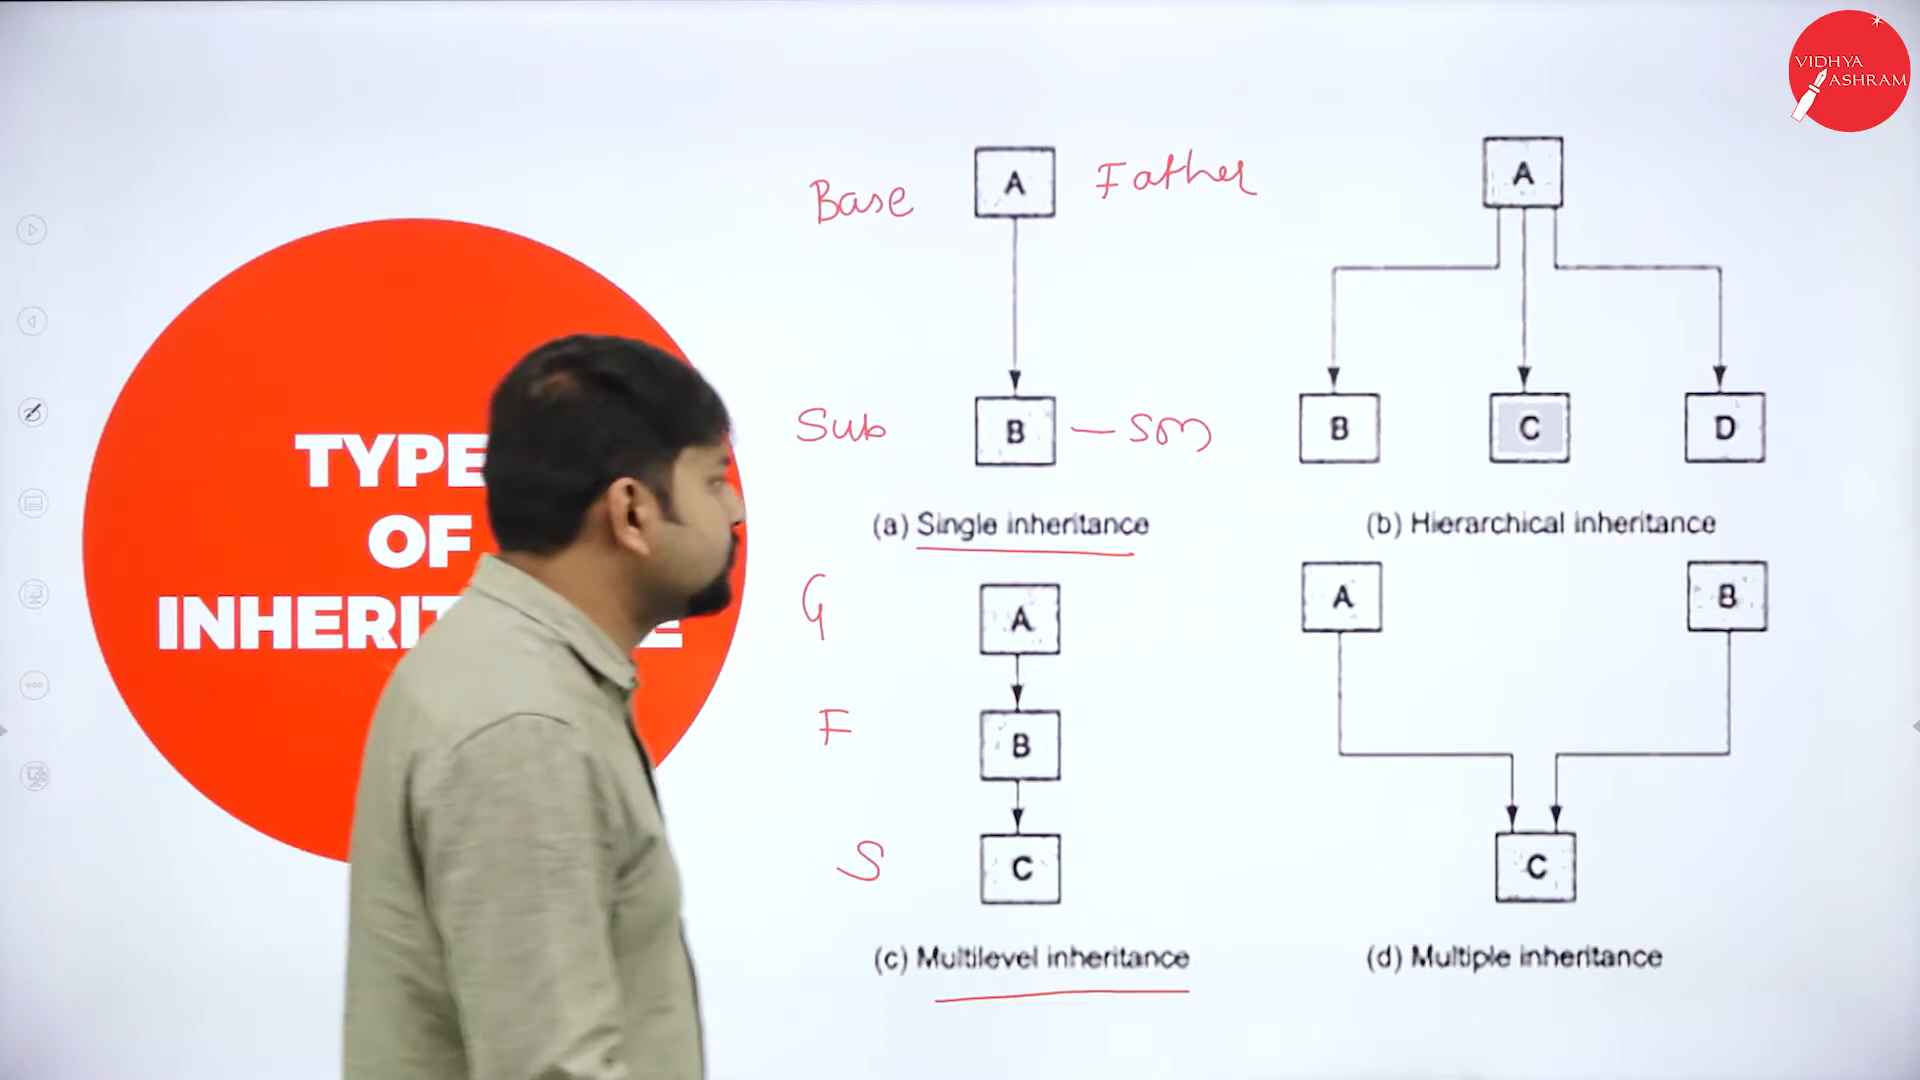 VIDHYA
ASHRAM
TYPE
OF
INHERIT
E
Base
A
Father
Sub
B
— Son
(a) Single inheritance
A
B
C
D
(b) Hierarchical inheritance
G
A
F
B
S
C
(c) Multilevel inheritance
A
B
C
(d) Multiple inheritance